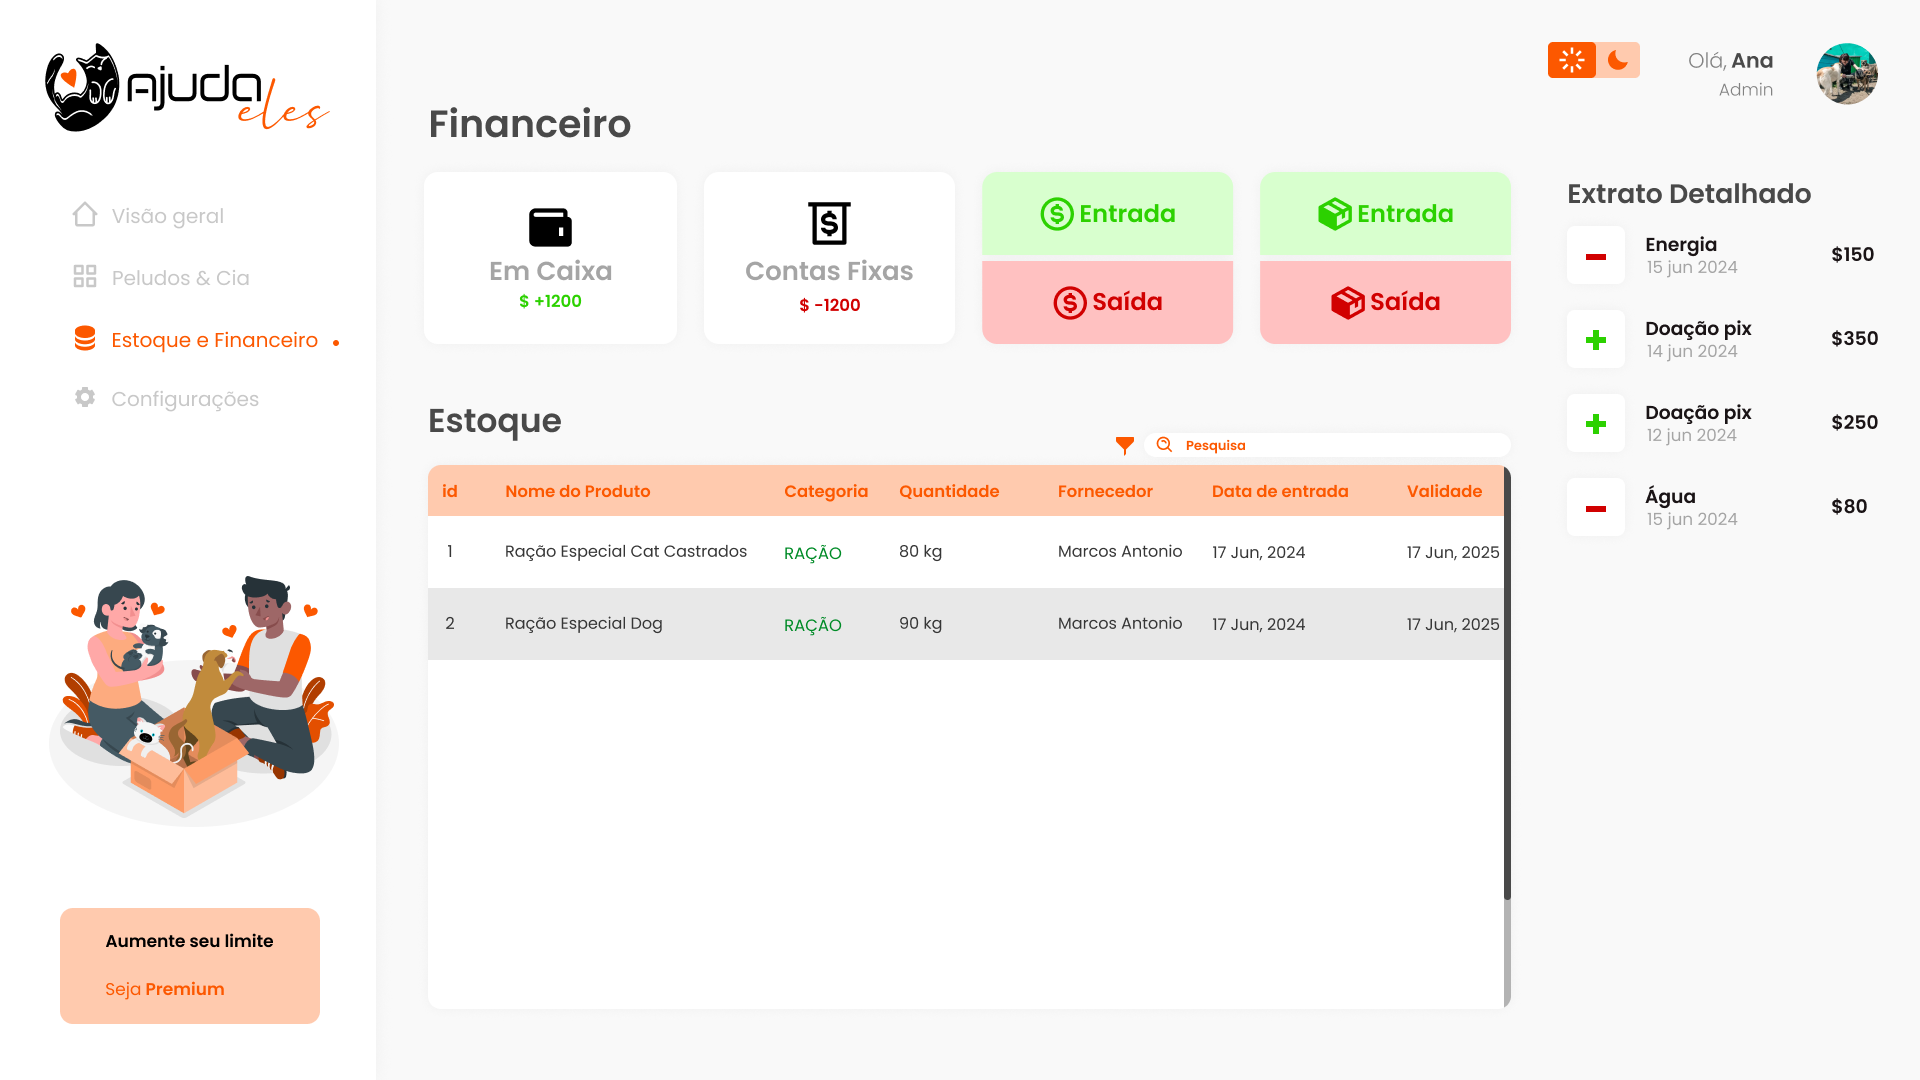 Ajuda
eles
Visão geral
Peludos & Cia
Estoque e Financeiro
Configurações
Aumente seu limite
Seja Premium
Olá, Ana
Admin
Financeiro
Em Caixa
$ +1200
Contas Fixas
$ -1200
Entrada
Saída
Entrada
Saída
Estoque
Pesquisa
id Nome do Produto Categoria Quantidade Fornecedor Data de entrada Validade
1 Ração Especial Cat Castrados RAÇÃO 80 kg Marcos Antonio 17 Jun, 2024 17 Jun, 2025
2 Ração Especial Dog RAÇÃO 90 kg Marcos Antonio 17 Jun, 2024 17 Jun, 2025
Extrato Detalhado
Energia $150
15 jun 2024
Doação pix $350
14 jun 2024
Doação pix $250
12 jun 2024
Água $80
15 jun 2024